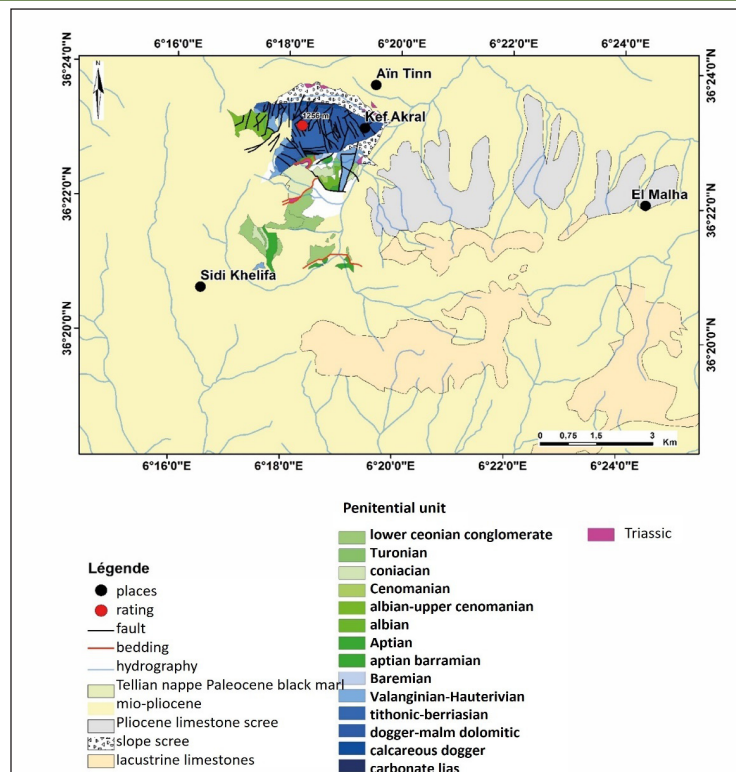 6°16'0"E 6°18'0"E 6°20'0"E 6°22'0"E 6°24'0"E
36°24'0"N
36°22'0"N
36°20'0"N
N
Aïn Tinn
1256 m
Kef Akral
El Malha
Sidi Khelifa
36°24'0"N
36°22'0"N
36°20'0"N
0 0.75 1,5 3
Km
6°16'0"E 6°18'0"E 6°20'0"E 6°22'0"E 6°24'0"E
Légende
places
rating
fault
bedding
hydrography
Tellian nappe Paleocene black marl
mio-pliocene
Pliocene limestone scree
slope scree
lacustrine limestones
Penitential unit
lower ceonian conglomerate
Turonian
coniacian
Cenomanian
albian-upper cenomanian
albian
Aptian
aptian barramian
Baremian
Valanginian-Hauterivian
tithonic-berriasian
dogger-malm dolomitic
calcareous dogger
carbonate lias
Triassic